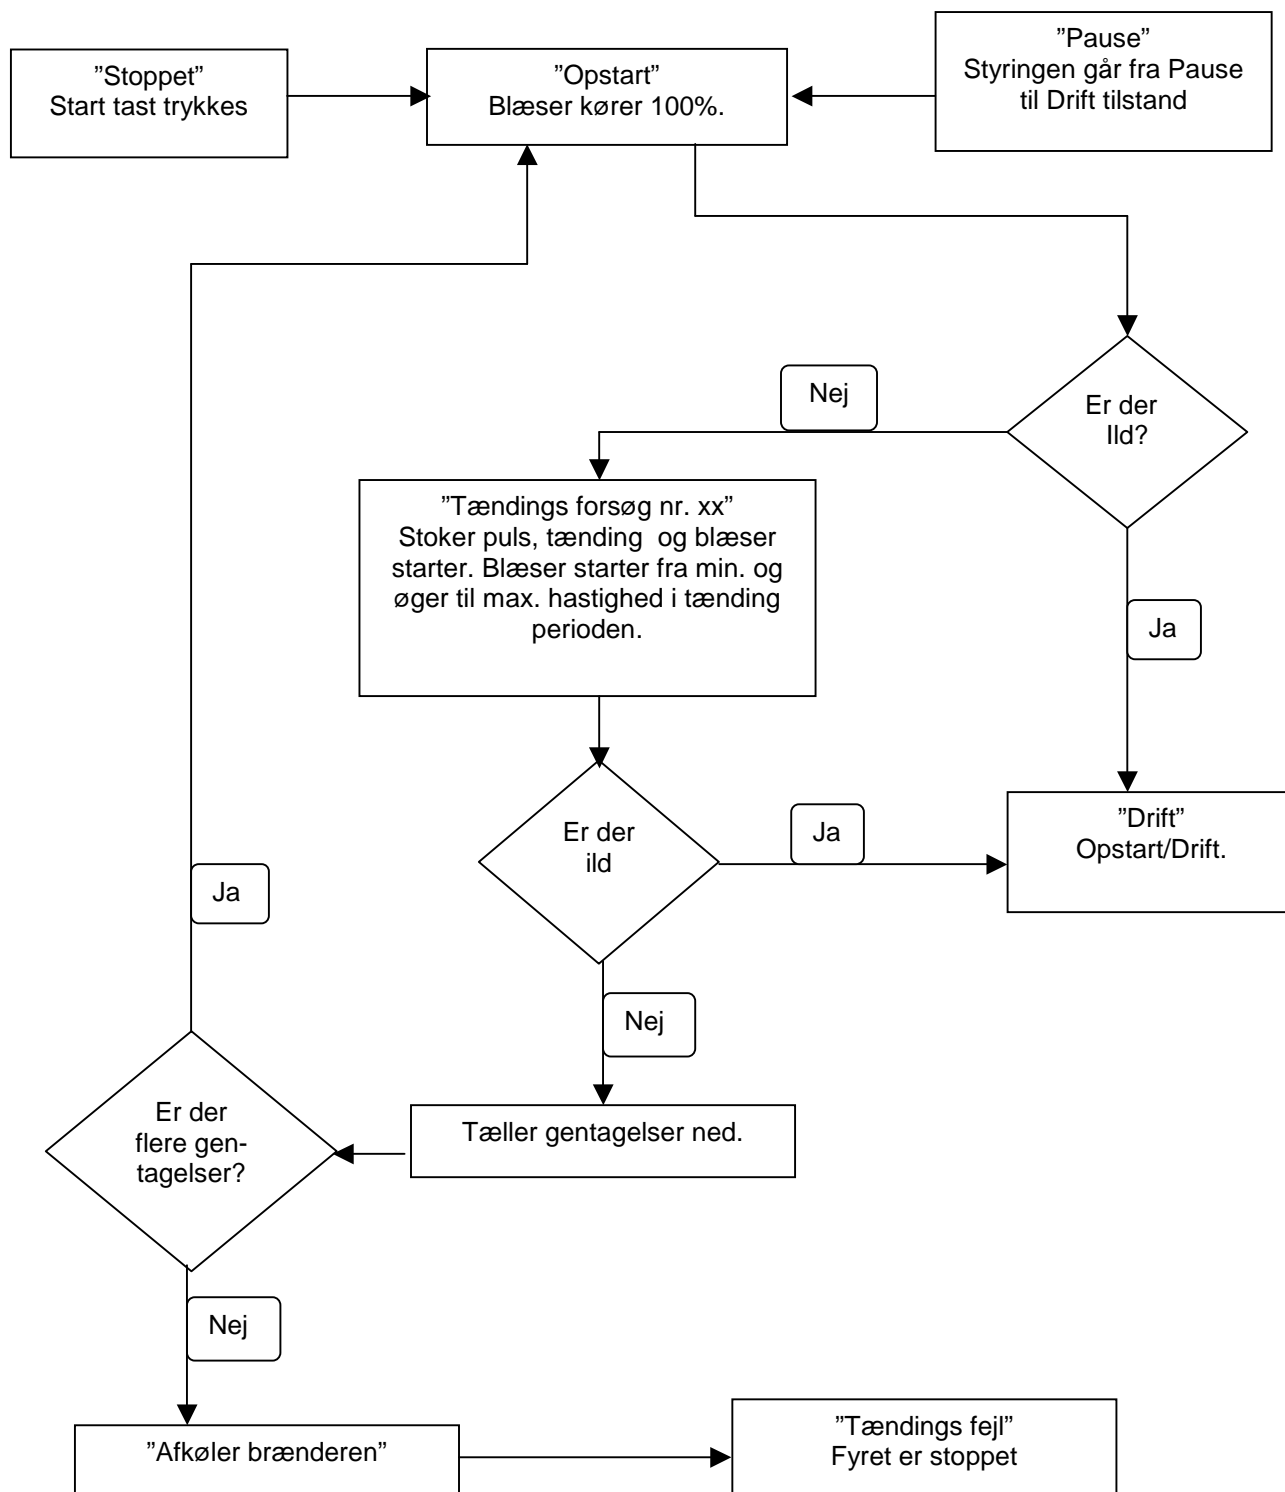 ”Stoppet”
Start tast trykkes
”Opstart”
Blæser kører 100%.
”Pause”
Styringen går fra Pause
til Drift tilstand
Er der
Ild?
Nej
Ja
”Tændings forsøg nr. xx”
Stoker puls, tænding  og blæser
starter. Blæser starter fra min. og
øger til max. hastighed i tænding
perioden.
Er der
ild
Ja
”Drift”
Opstart/Drift.
Nej
Tæller gentagelser ned.
Er der
flere gen-
tagelser?
Ja
Nej
”Afkøler brænderen”
”Tændings fejl”
Fyret er stoppet